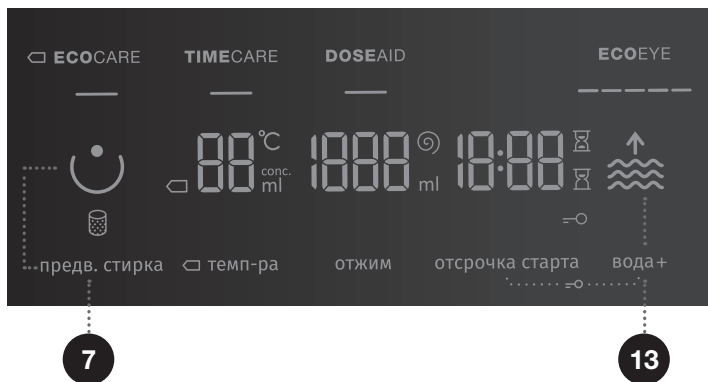 ECOCARE TIMECARE DOSEAID ECOEYE
88 °C 1888 18:88
conc.
ml ml
предв. стирка темп-ра отжим отсрочка старта вода+
7 13